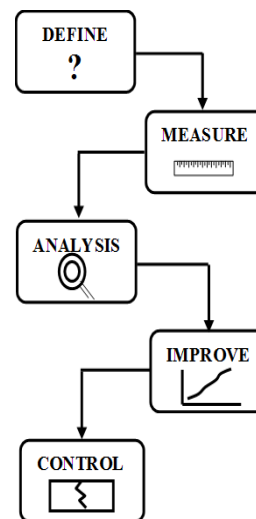 DEFINE
?
MEASURE
ANALYSIS
IMPROVE
CONTROL